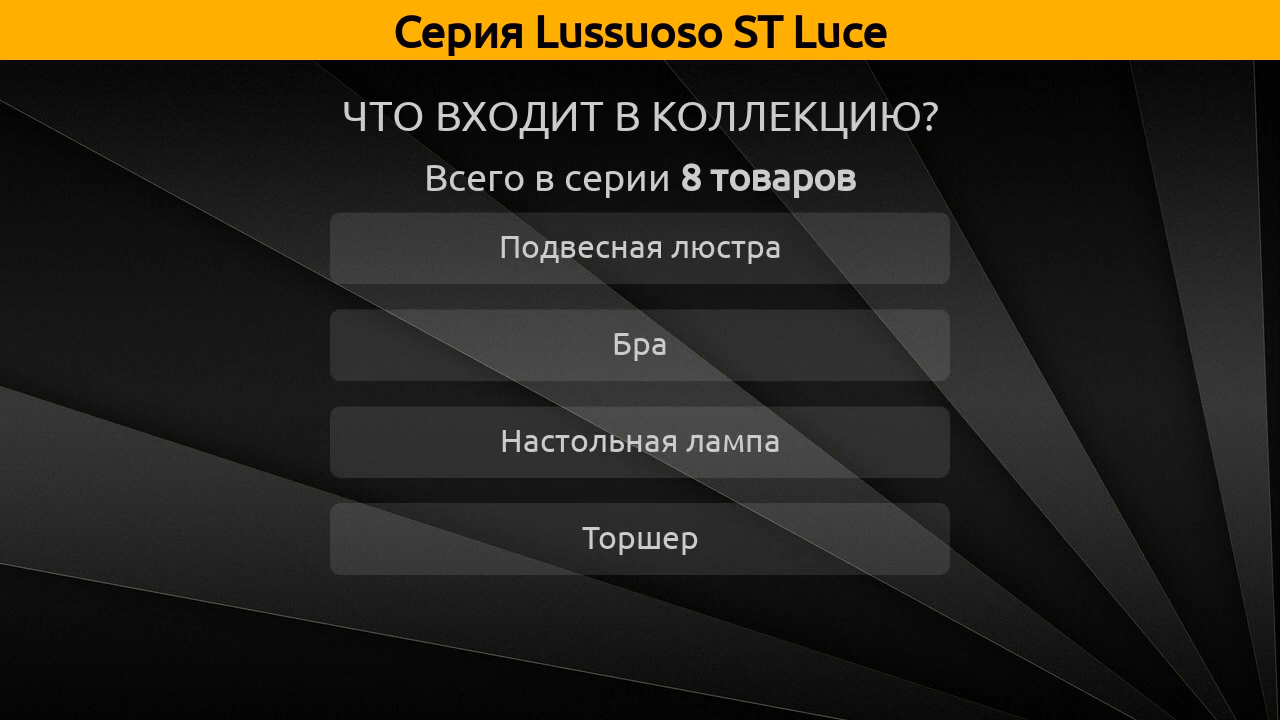 Серия Lussuoso ST Luce
ЧТО ВХОДИТ В КОЛЛЕКЦИЮ?
Всего в серии 8 товаров
Подвесная люстра
Бра
Настольная лампа
Торшер